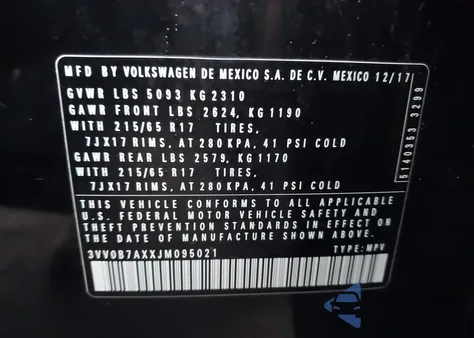 MFD BY VOLKSWAGEN DE MEXICO S.A. DE C.V. MEXICO 12/17
GVWR LBS 5093 KG 2310
GAWR FRONT LBS 2624, KG 1190
WITH 215/65 R17 TIRES,
7JX17 RIMS, AT 280 KPA, 41 PSI COLD
GAWR REAR LBS 2579, KG 1170
WITH 215/65 R17 TIRES,
7JX17 RIMS, AT 280 KPA, 41 PSI COLD
THIS VEHICLE CONFORMS TO ALL APPLICABLE
U.S. FEDERAL MOTOR VEHICLE SAFETY AND
THEFT PREVENTION STANDARDS IN EFFECT ON
THE DATE OF MANUFACTURE SHOWN ABOVE.
3VV0B7AXXJM095021 TYPE: MPV
5140353 3299